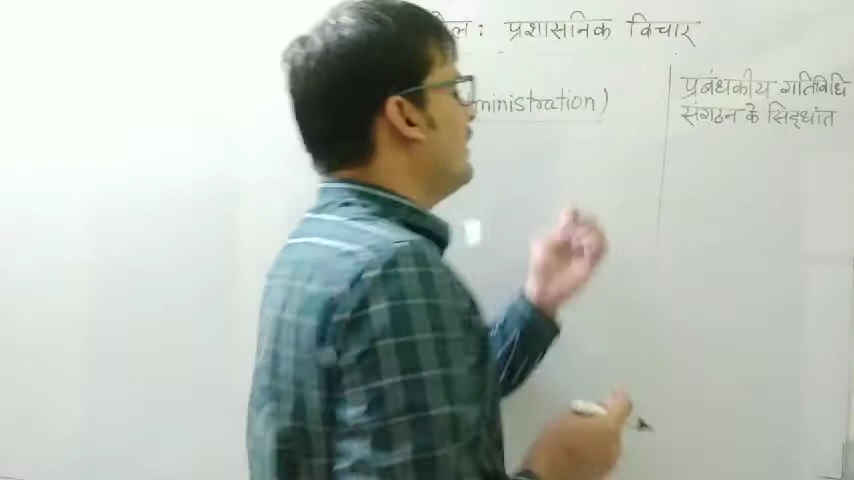 : प्रशासनिक विचार
ministration)
प्रबंधकीय गतिविधि
संगठन के सिद्धांत